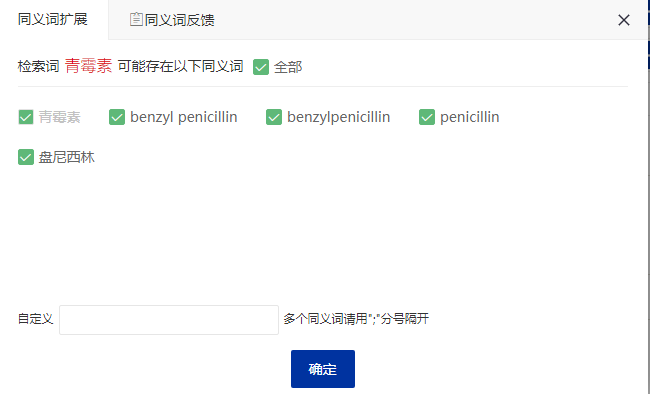 同义词扩展 同义词反馈
检索词 青霉素 可能存在以下同义词 全部
青霉素 benzyl penicillin benzylpenicillin penicillin
盘尼西林
自定义 多个同义词请用";"分号隔开
确定